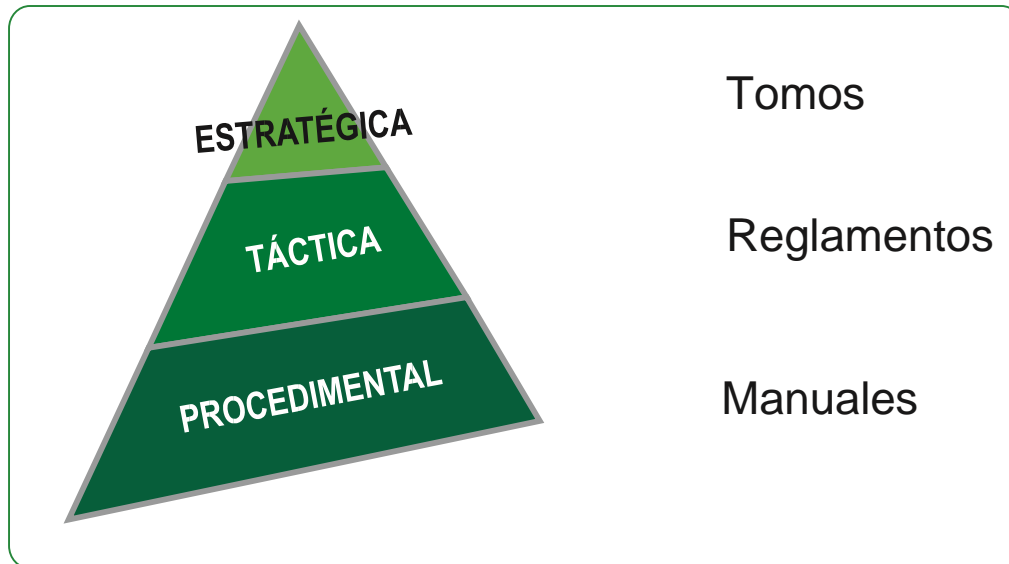 ESTRATÉGICA
Tomos
TÁCTICA
Reglamentos
PROCEDIMENTAL
Manuales